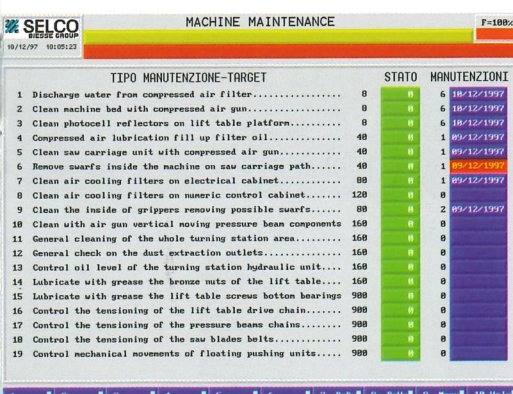 SELCO MACHINE MAINTENANCE F=100%
BIESSE GROUP
10/12/97 10:05:23
TIPO MANUTENZIONE-TARGET STATO MANUTENZIONI
1 Discharge water from compressed air filter................ 8 0 6 10/12/1997
2 Clean machine bed with compressed air gun................. 8 0 6 10/12/1997
3 Clean photocell reflectors on lift table platform......... 8 0 6 10/12/1997
4 Compressed air lubrication fill up filter oil............. 40 0 1 09/12/1997
5 Clean saw carriage unit with compressed air gun........... 40 0 1 09/12/1997
6 Remove swarfs inside the machine on saw carriage path..... 40 0 1 09/12/1997
7 Clean air cooling filters on electrical cabinet........... 80 0 1 09/12/1997
8 Clean air cooling filters on numeric control cabinet...... 120 0 0
9 Clean the inside of grippers removing possible swarfs..... 80 0 2 09/12/1997
10 Clean with air gun vertical moving pressure beam components 160 0 0
11 General cleaning of the whole turning station area........ 160 0 0
12 General check on the dust extraction outlets.............. 160 0 0
13 Control oil level of the turning station hydraulic unit.... 160 0 0
14 Lubricate with grease the bronze nuts of the lift table.... 160 0 0
15 Lubricate with grease the lift table screws bottom bearings 900 0 0
16 Control the tensioning of the lift table drive chain....... 900 0 0
17 Control the tensioning of the pressure beams chains........ 900 0 0
18 Control the tensioning of the saw blades belts............. 900 0 0
19 Control mechanical movements of floating pushing units..... 900 0 0